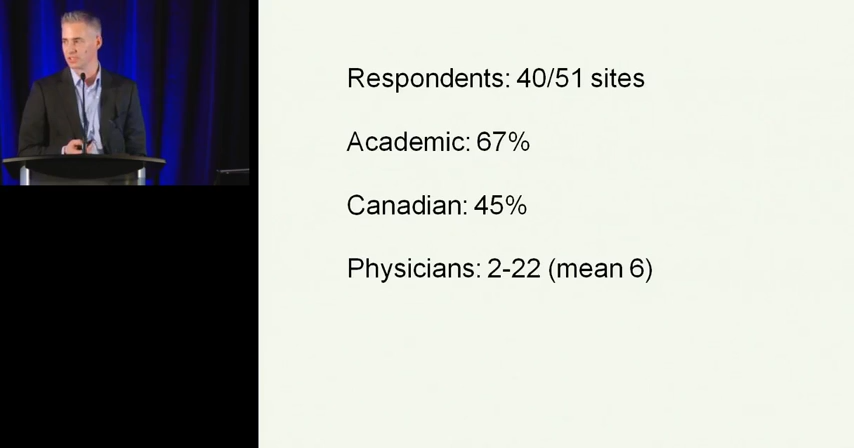 Respondents: 40/51 sites
Academic: 67%
Canadian: 45%
Physicians: 2-22 (mean 6)